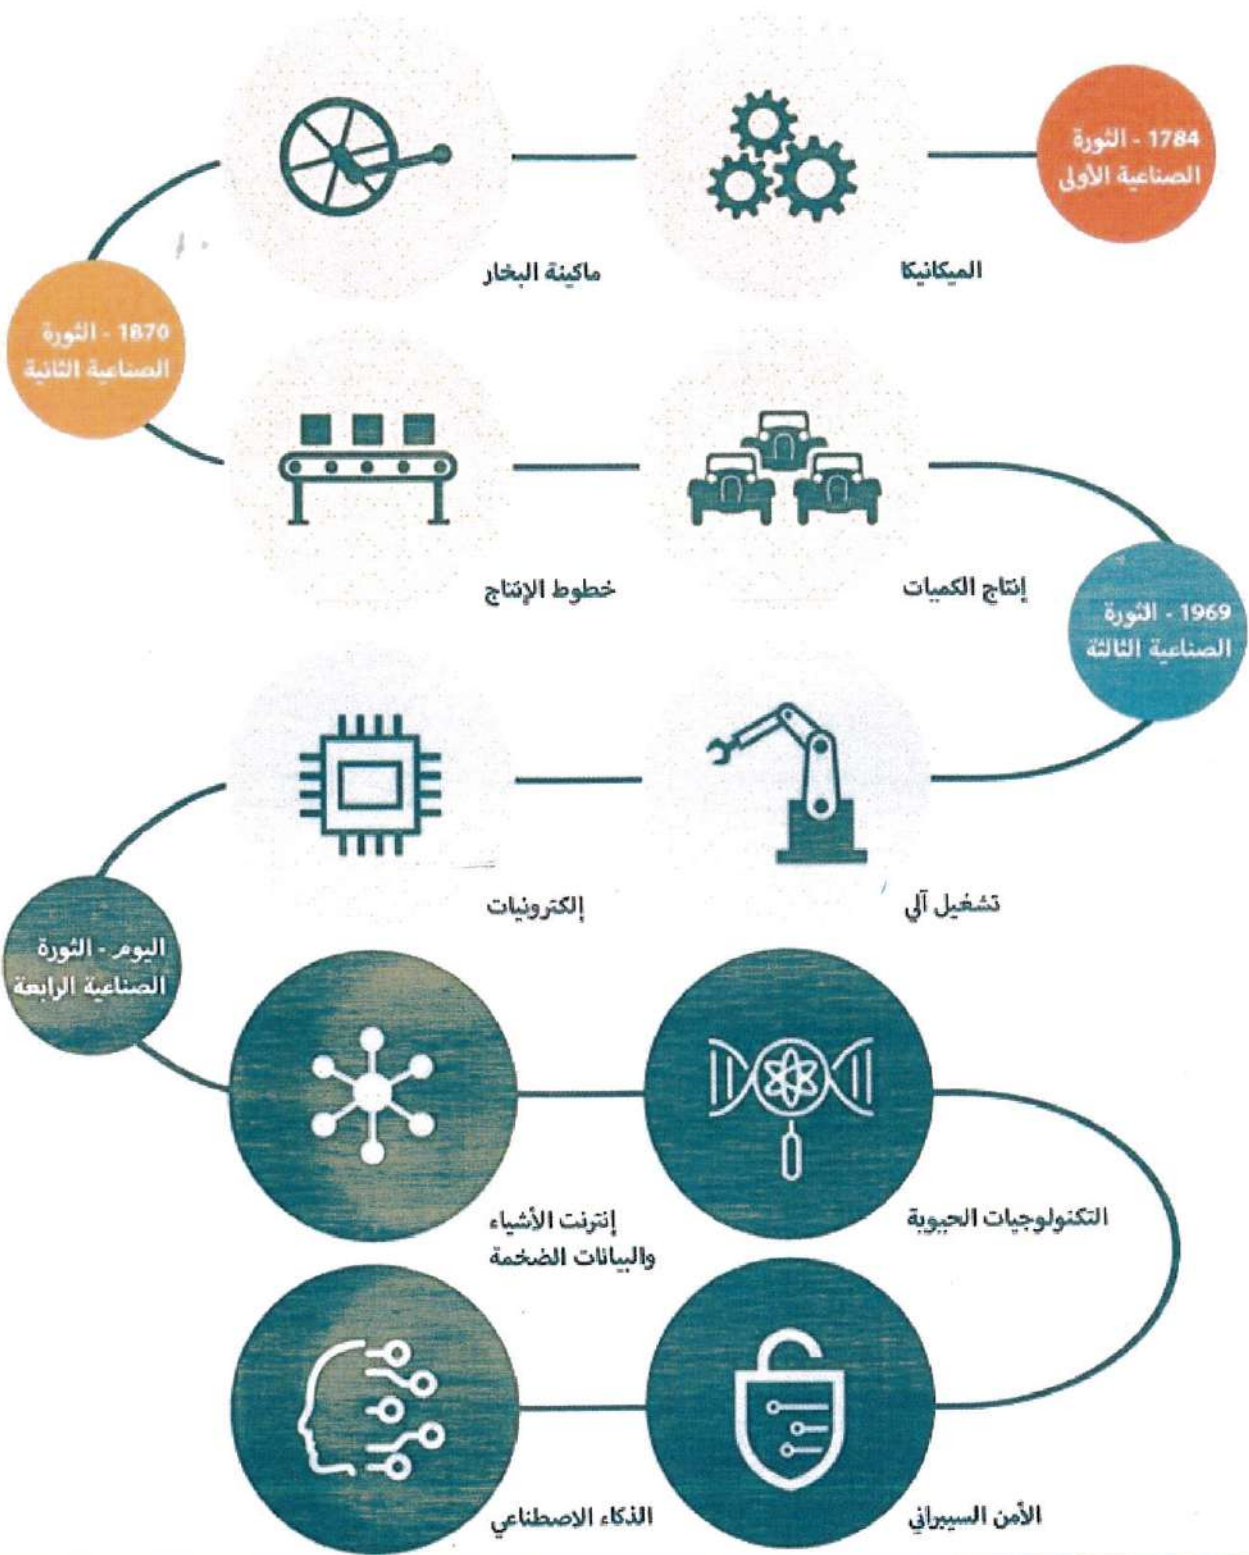 1784 - الثورة
الصناعية الأولى
الميكانيكا
ماكينة البخار
1870 - الثورة
الصناعية الثانية
خطوط الإنتاج
إنتاج الكميات
1969 - الثورة
الصناعية الثالثة
تشغيل آلي
إلكترونيات
اليوم - الثورة
الصناعية الرابعة
إنترنت الأشياء
والبيانات الضخمة
التكنولوجيات الحيوية
الأمن السيبراني
الذكاء الاصطناعي